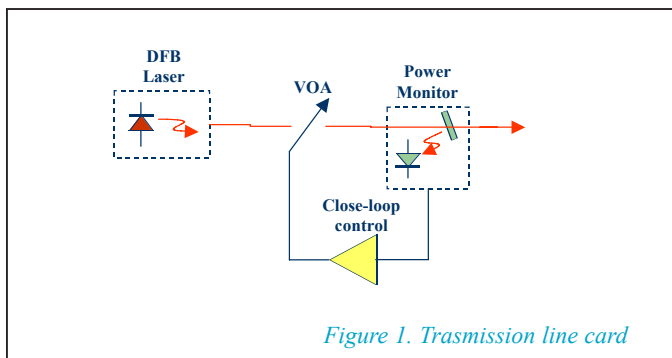 DFB
Laser
VOA
Power
Monitor
Close-loop
control
Figure 1. Trasmission line card